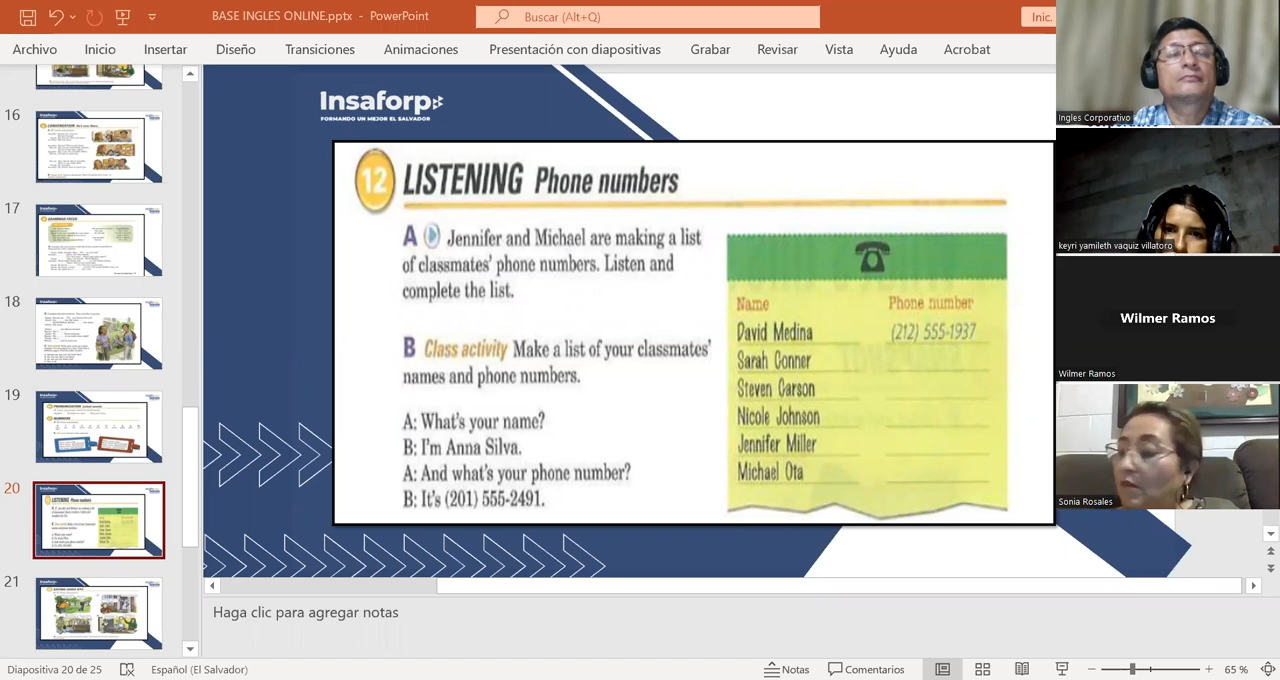 BASE INGLES ONLINE.pptx - PowerPoint
Buscar (Alt+Q)
Inic.
Archivo Inicio Insertar Diseño Transiciones Animaciones Presentación con diapositivas Grabar Revisar Vista Ayuda Acrobat
16
17
18
19
20
21
Insaforp
FORMANDO UN MEJOR EL SALVADOR
12 LISTENING Phone numbers
A Jennifer and Michael are making a list
of classmates' phone numbers. Listen and
complete the list.
B Class activity Make a list of your classmates'
names and phone numbers.
A: What's your name?
B: I'm Anna Silva.
A: And what's your phone number?
B: It's (201) 555-2491.
Name Phone number
David Medina (212) 555-1937
Sarah Conner
Steven Carson
Nicole Johnson
Jennifer Miller
Michael Ota
Ingles Corporativo
keyri yamileth vaquiz villatoro
Wilmer Ramos
Wilmer Ramos
Sonia Rosales
Haga clic para agregar notas
Diapositiva 20 de 25 Español (El Salvador) Notas Comentarios 65 %